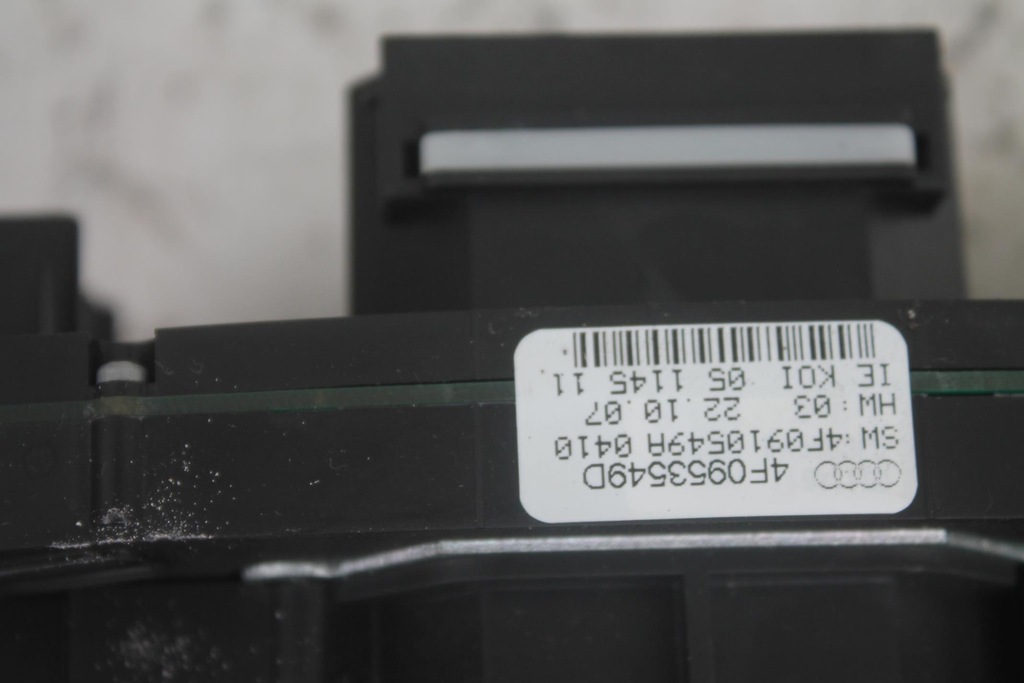 4F0953549D
SW:4F0910549A 0410
HW:03 22.10.07
IE KOI 05 1145 11